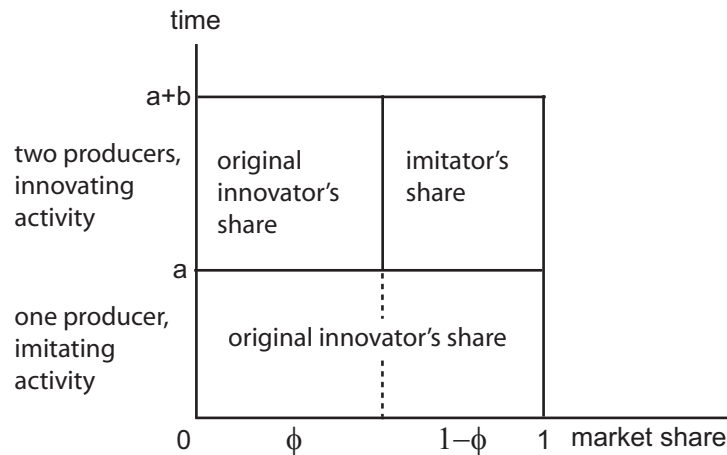 time
a+b
two producers,
innovating
activity
original
innovator’s
share
imitator’s
share
a
one producer,
imitating
activity
original innovator’s share
0 ϕ 1–ϕ 1 market share